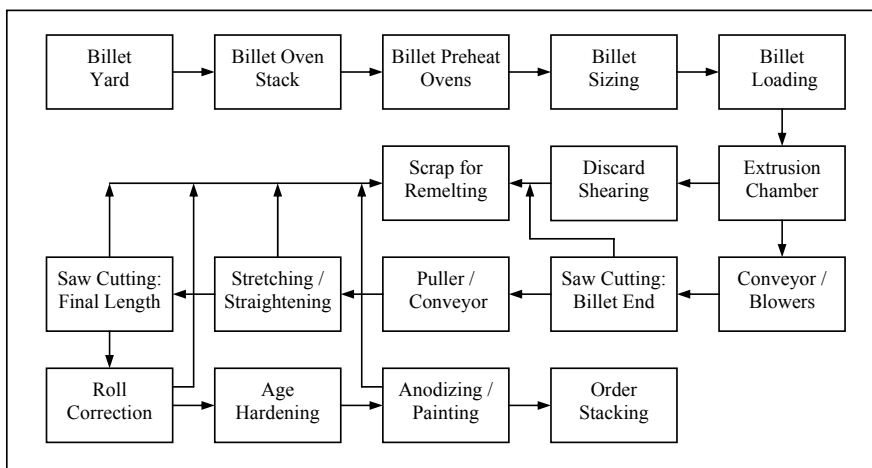 Billet
Yard
Billet Oven
Stack
Billet Preheat
Ovens
Billet
Sizing
Billet
Loading
Scrap for
Remelting
Discard
Shearing
Extrusion
Chamber
Saw Cutting:
Final Length
Stretching /
Straightening
Puller /
Conveyor
Saw Cutting:
Billet End
Conveyor /
Blowers
Roll
Correction
Age
Hardening
Anodizing /
Painting
Order
Stacking